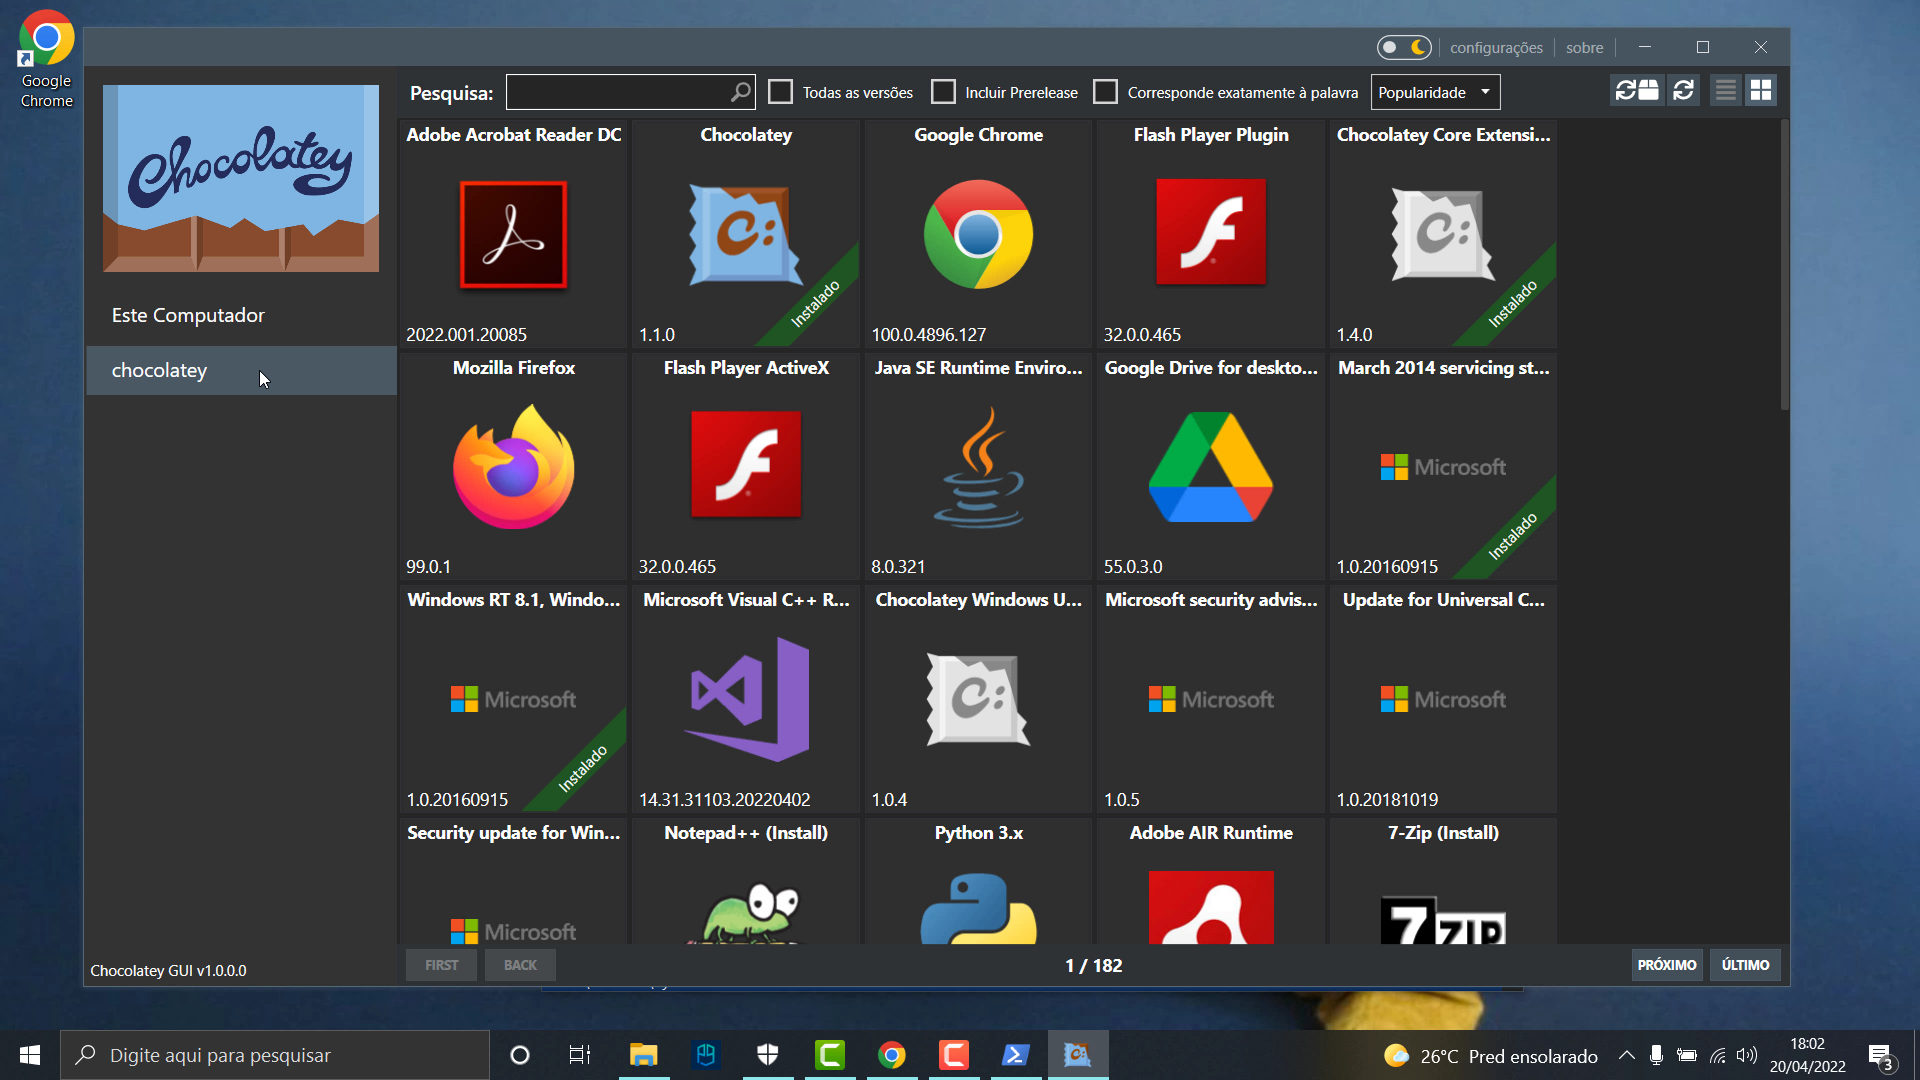 Google
Chrome
configurações
sobre
Chocolatey
Pesquisa:
Todas as versões
Incluir Prerelease
Corresponde exatamente à palavra
Popularidade
Este Computador
chocolatey
Adobe Acrobat Reader DC
2022.001.20085
Chocolatey
C:
Instalado
1.1.0
Google Chrome
100.0.4896.127
Flash Player Plugin
32.0.0.465
Chocolatey Core Extensi...
C:
Instalado
1.4.0
Mozilla Firefox
99.0.1
Flash Player ActiveX
32.0.0.465
Java SE Runtime Enviro...
8.0.321
Google Drive for deskto...
55.0.3.0
March 2014 servicing st...
Microsoft
Instalado
1.0.20160915
Windows RT 8.1, Windo...
Microsoft
Instalado
1.0.20160915
Microsoft Visual C++ R...
14.31.31103.20220402
Chocolatey Windows U...
C:
1.0.4
Microsoft security advis...
Microsoft
1.0.5
Update for Universal C...
Microsoft
1.0.20181019
Security update for Win...
Microsoft
Notepad++ (Install)
Python 3.x
Adobe AIR Runtime
7-Zip (Install)
7 ZIP
Chocolatey GUI v1.0.0.0
FIRST
BACK
1 / 182
PRÓXIMO
ÚLTIMO
Digite aqui para pesquisar
26°C Pred ensolarado
18:02
20/04/2022
3